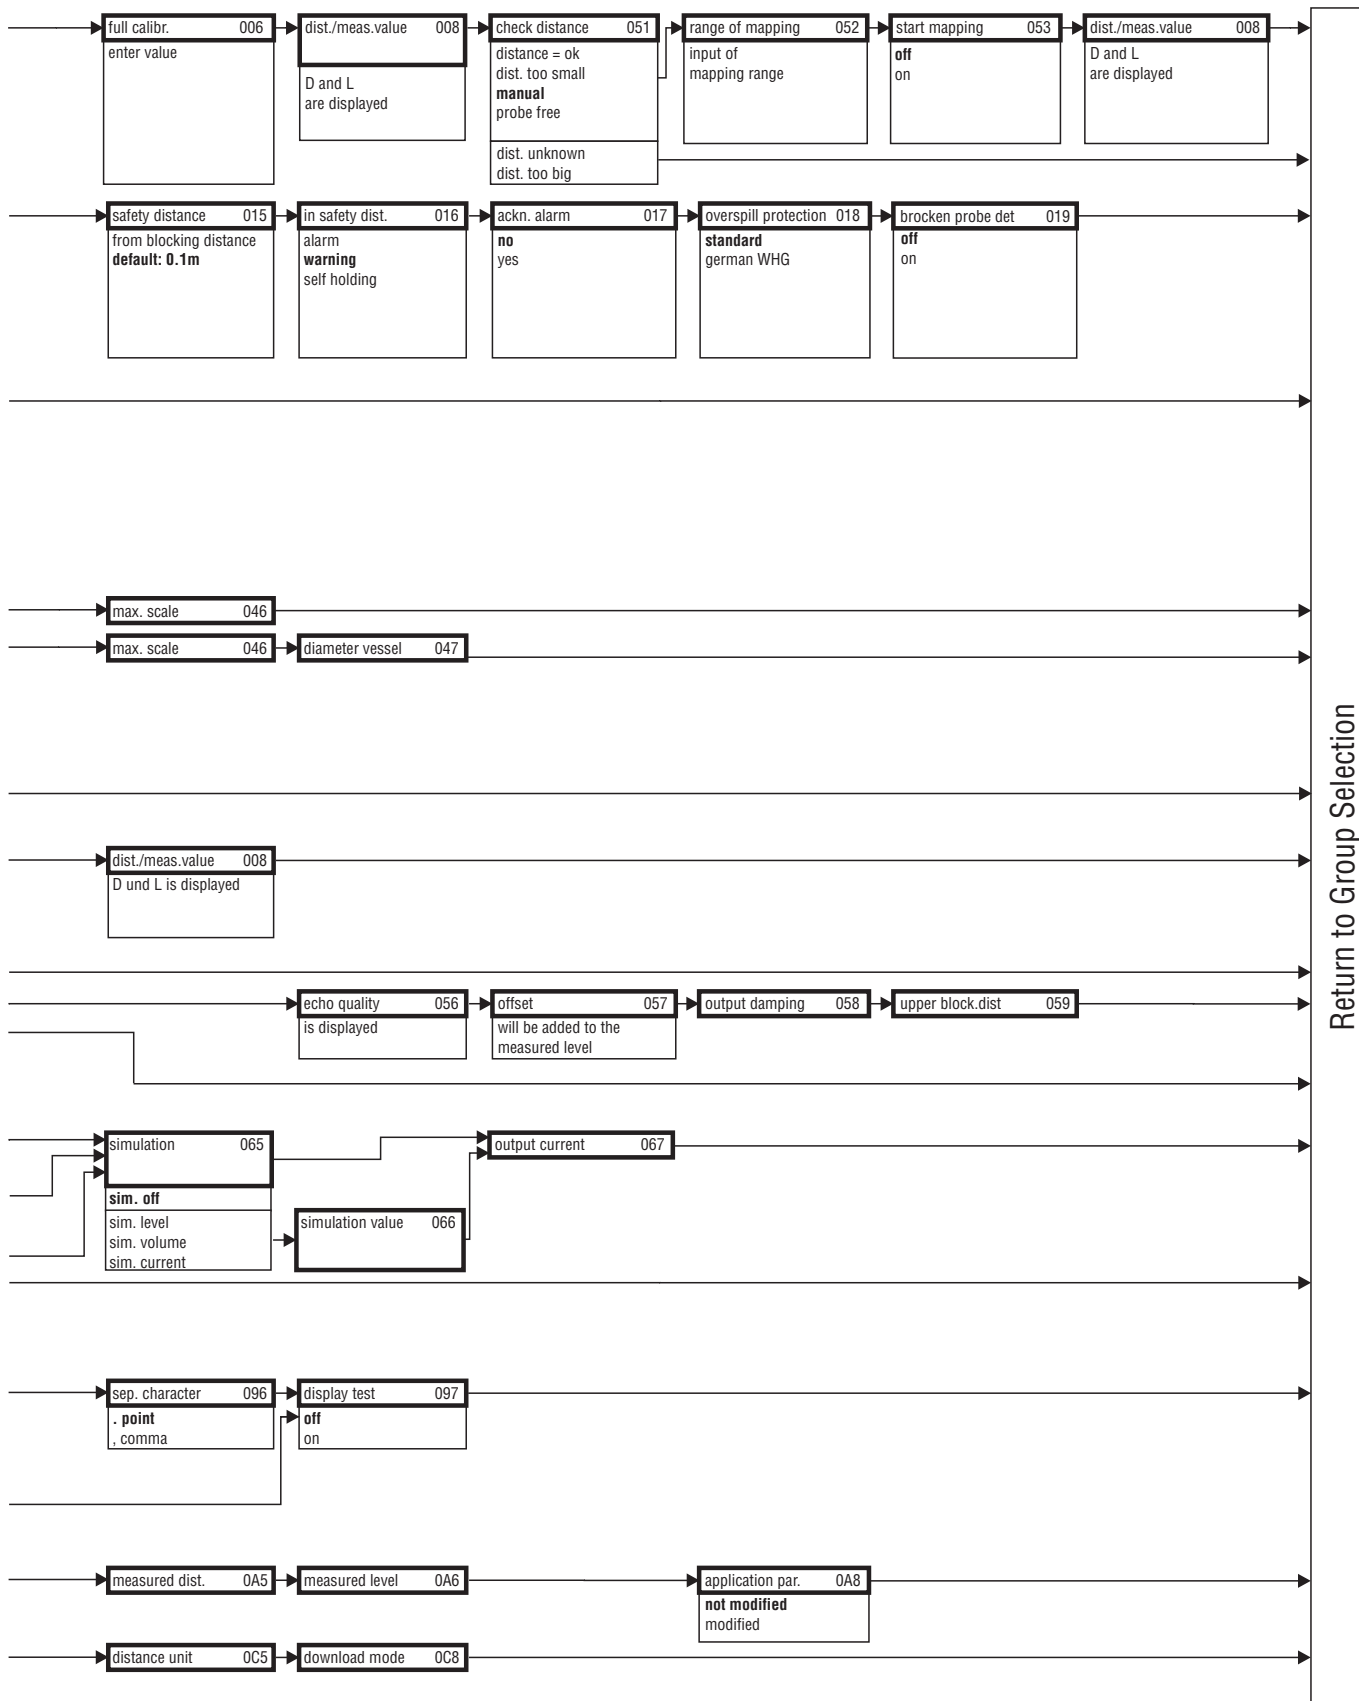 full calibr. 006
enter value
dist./meas.value 008
D and L
are displayed
check distance 051
distance = ok
dist. too small
manual
probe free
dist. unknown
dist. too big
range of mapping 052
input of
mapping range
start mapping 053
off
on
dist./meas.value 008
D and L
are displayed
safety distance 015
from blocking distance
default: 0.1m
in safety dist. 016
alarm
warning
self holding
ackn. alarm 017
no
yes
overspill protection 018
standard
german WHG
brocken probe det 019
off
on
max. scale 046
max. scale 046
diameter vessel 047
dist./meas.value 008
D und L is displayed
echo quality 056
is displayed
offset 057
will be added to the
measured level
output damping 058
upper block.dist 059
simulation 065
sim. off
sim. level
sim. volume
sim. current
simulation value 066
output current 067
sep. character 096
. point
, comma
display test 097
off
on
measured dist. 0A5
measured level 0A6
application par. 0A8
not modified
modified
distance unit 0C5
download mode 0C8
Return to Group Selection